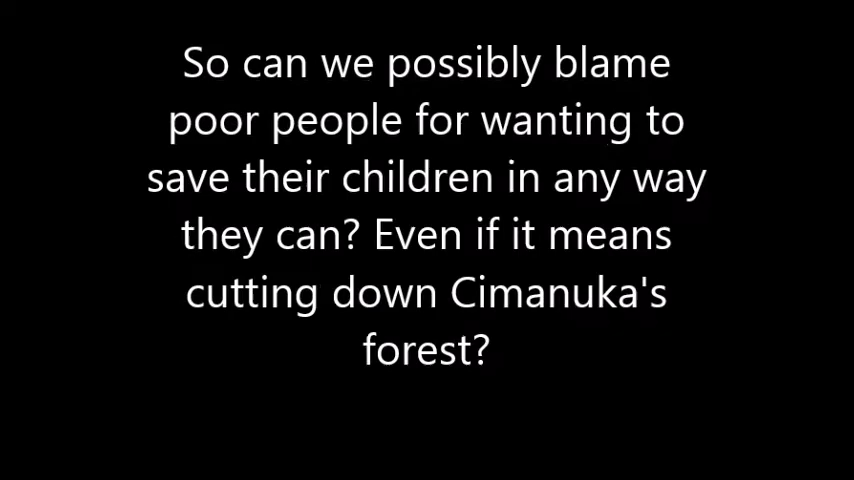 So can we possibly blame
poor people for wanting to
save their children in any way
they can? Even if it means
cutting down Cimanuka's
forest?